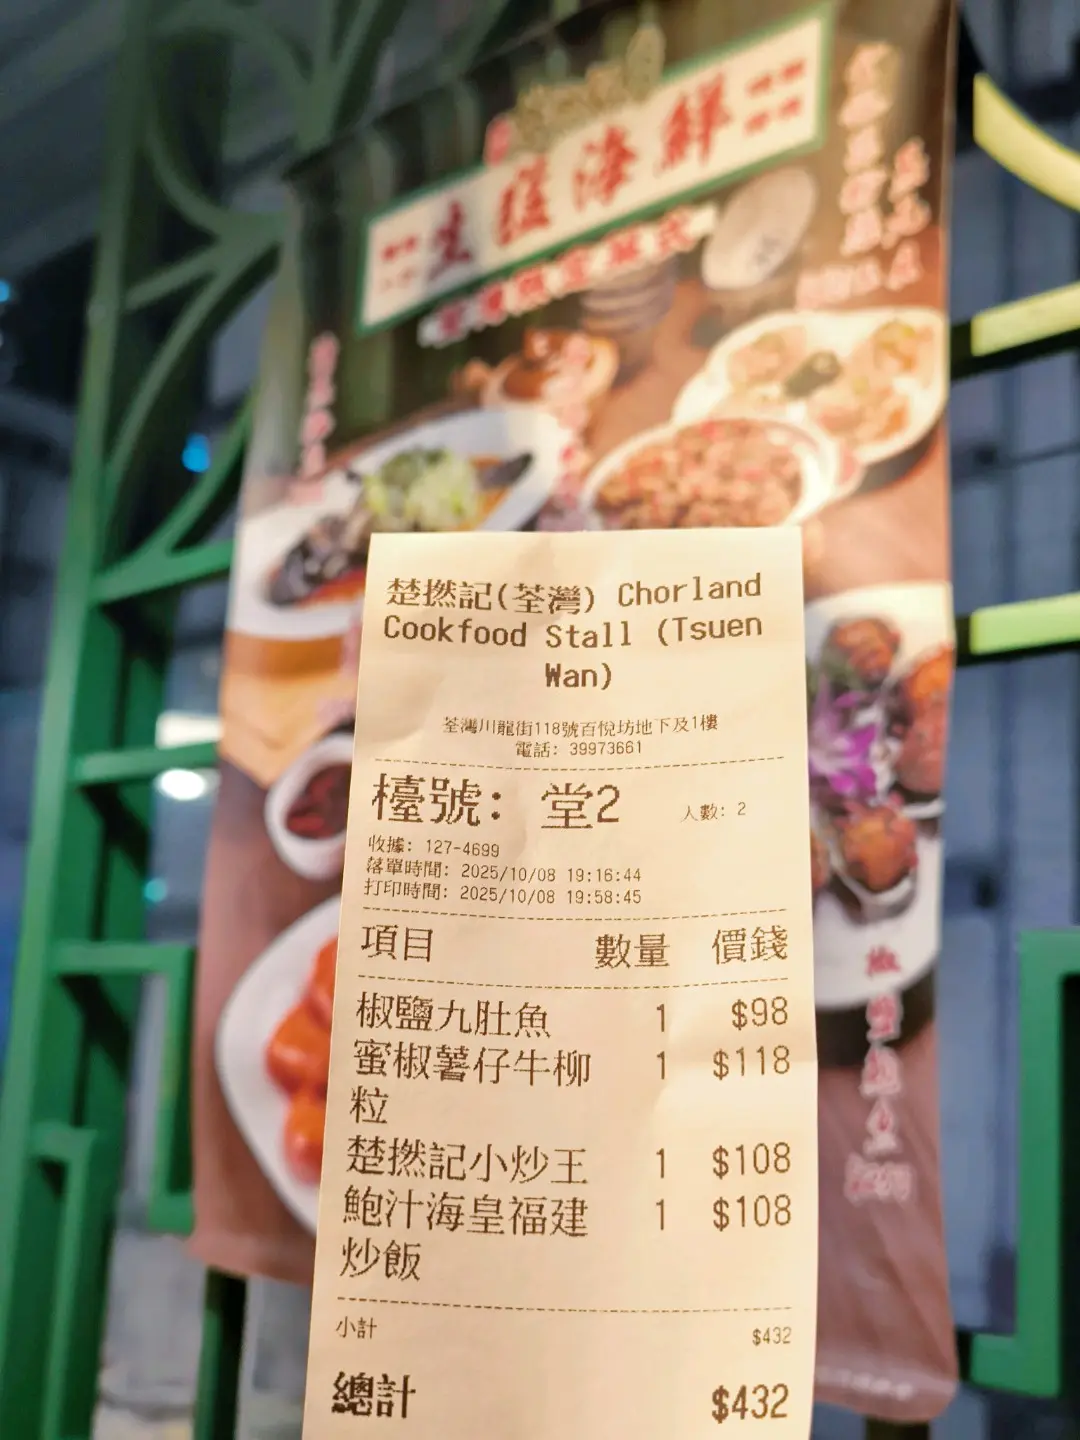 生猛海鮮
楚撚記(荃灣) Chorland
Cookfood Stall (Tsuen
Wan)
荃灣川龍街118號百悅坊地下及1樓
電話: 39973661
檯號: 堂2
人數: 2
收據: 127-4699
落單時間: 2025/10/08 19:16:44
打印時間: 2025/10/08 19:58:45
項目 數量 價錢
椒鹽九肚魚 1 $98
蜜椒薯仔牛柳 1 $118
粒
楚撚記小炒王 1 $108
鮑汁海皇福建 1 $108
炒飯
小計 $432
總計 $432